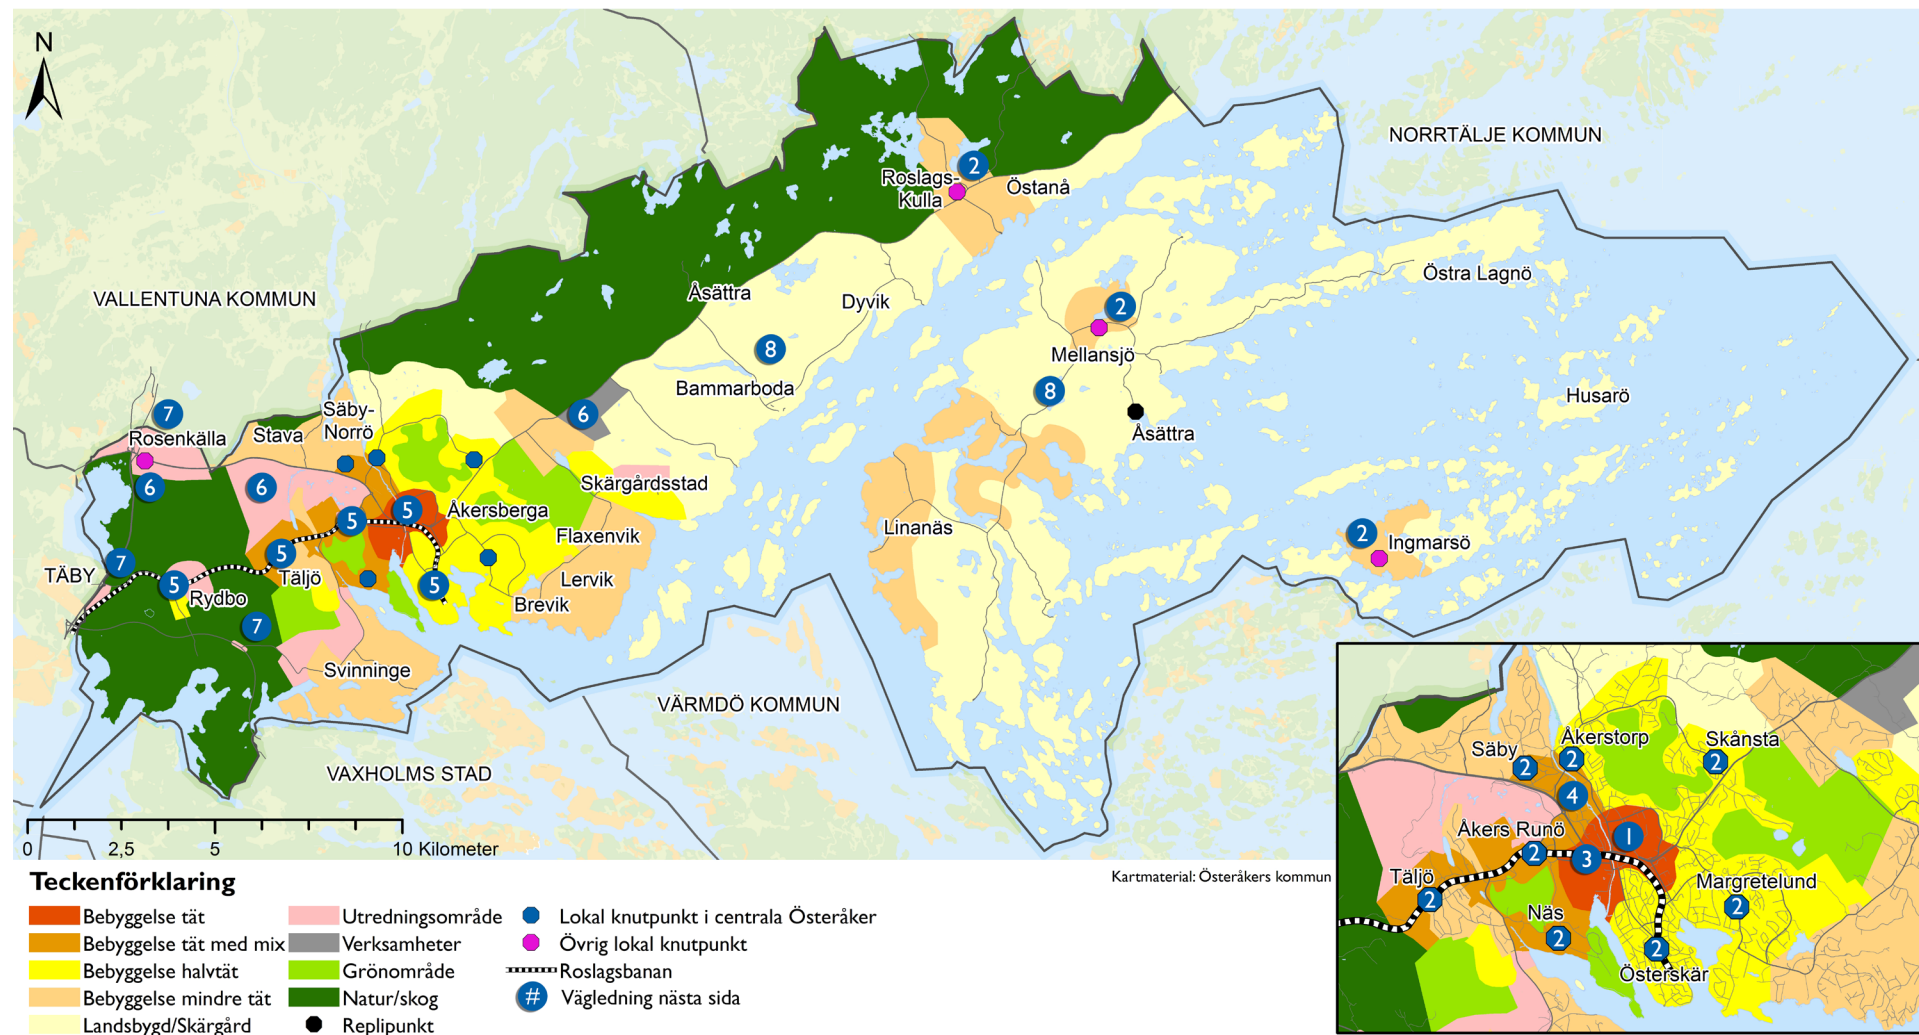 N
NORRTÄLJE KOMMUN
2
Roslags-
Kulla
Östanå
VALLENTUNA KOMMUN
Åsättra
Dyvik
Östra Lagnö
2
8
Mellansjö
Bammarboda
8
Husarö
7
Säby-
Norrö
6
Rosenkälla
Stava
Åsättra
6
6
Skärgårdsstad
5
5
Åkersberga
Linanäs
Flaxenvik
2
Ingmarsö
7
5
TÄBY
5
Täljö
5
Lervik
Rydbo
Brevik
7
Svinninge
VÄRMDÖ KOMMUN
VAXHOLMS STAD
0
2,5
5
10 Kilometer
Säby
Åkerstorp
Skånsta
2
2
2
4
Åkers Runö
1
2
3
Täljö
2
Margretelund
Näs
2
2
2
Österskär
Kartmaterial: Österåkers kommun
Teckenförklaring
Bebyggelse tät
Bebyggelse tät med mix
Bebyggelse halvtät
Bebyggelse mindre tät
Landsbygd/Skärgård
Utredningsområde
Verksamheter
Grönområde
Natur/skog
Replipunkt
Lokal knutpunkt i centrala Österåker
Övrig lokal knutpunkt
Roslagsbanan
# Vägledning nästa sida